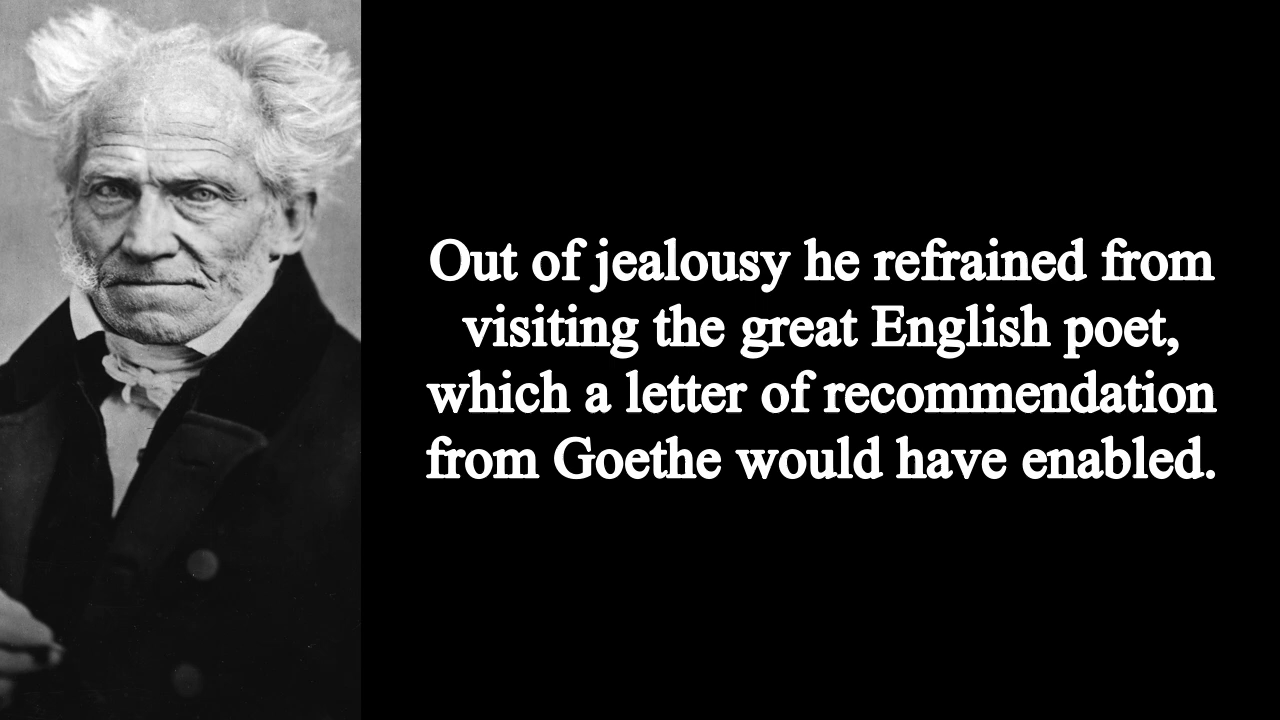 Out of jealousy he refrained from
visiting the great English poet,
which a letter of recommendation
from Goethe would have enabled.